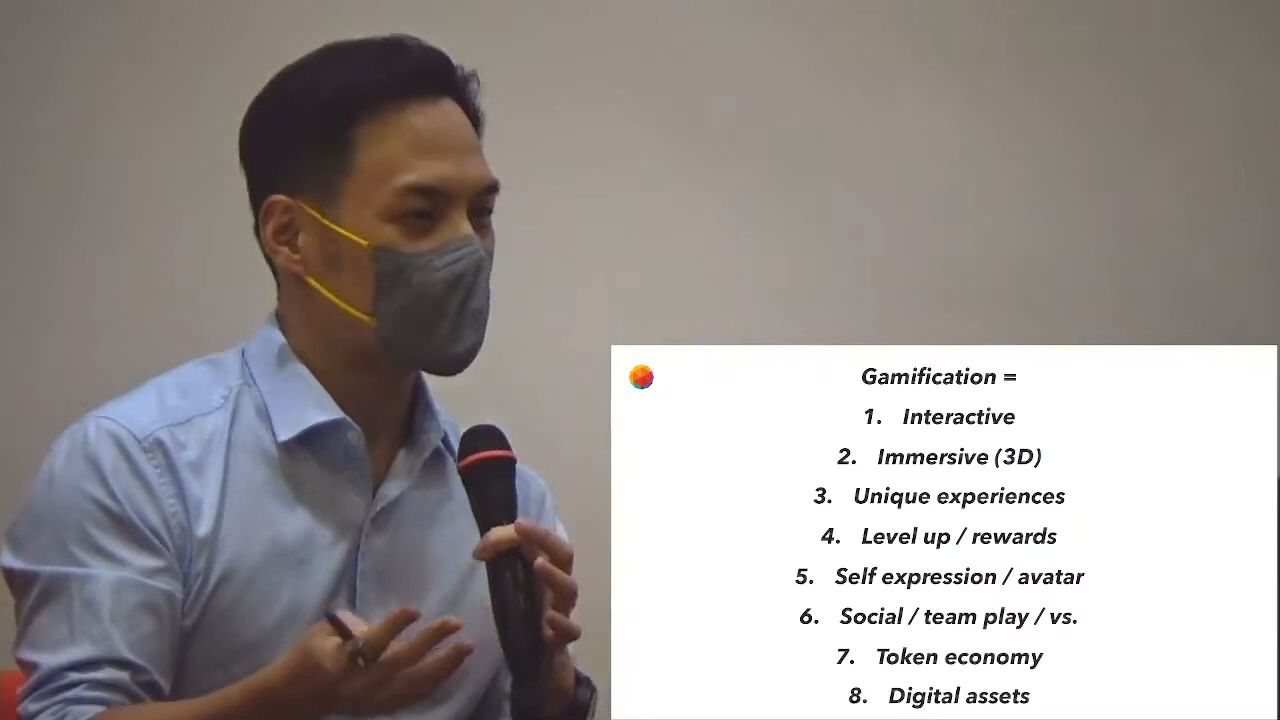 Gamification =
1. Interactive
2. Immersive (3D)
3. Unique experiences
4. Level up / rewards
5. Self expression / avatar
6. Social / team play / vs.
7. Token economy
8. Digital assets